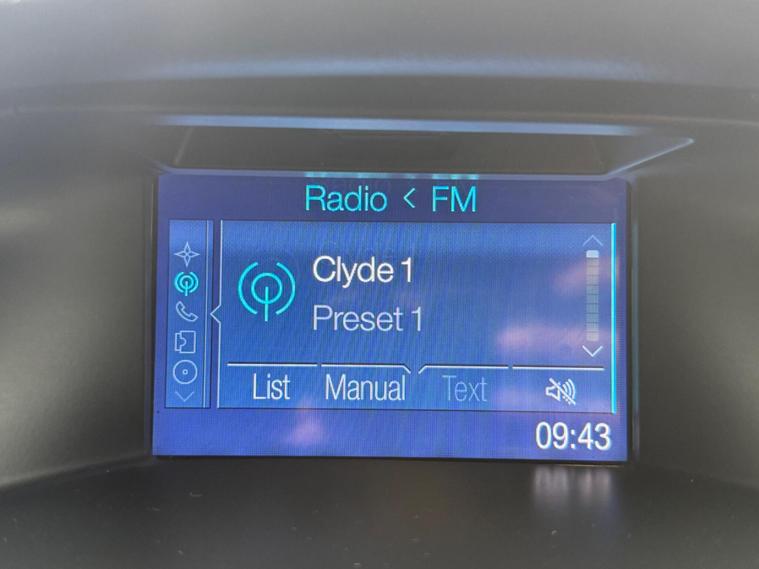 Radio < FM
Clyde 1
Preset 1
List Manual Text
09:43